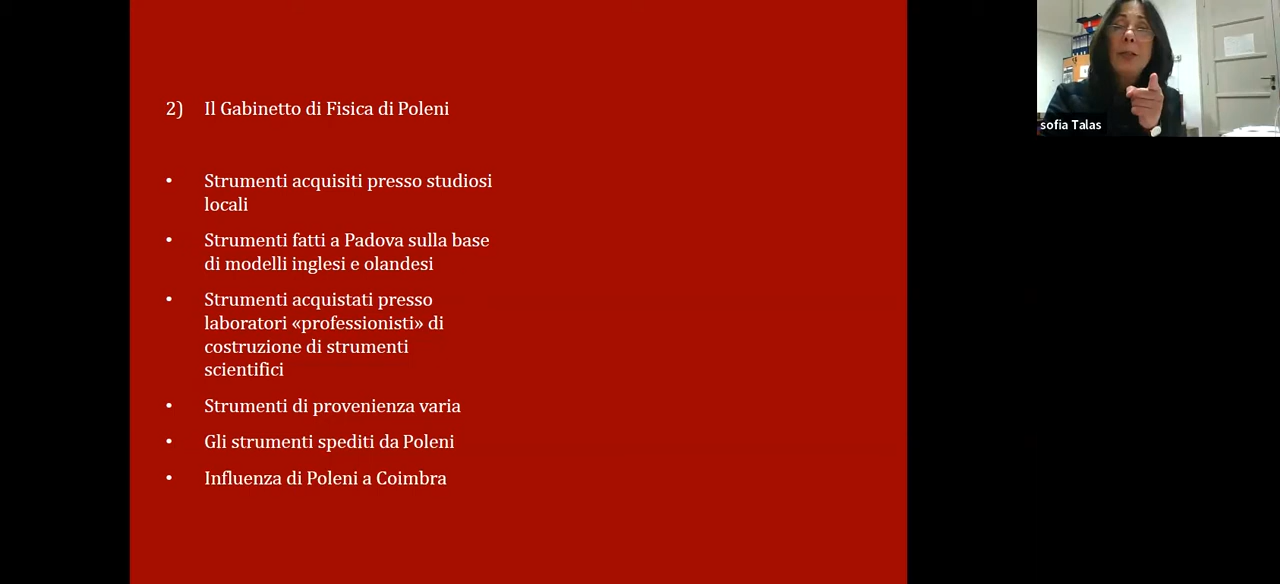 2) Il Gabinetto di Fisica di Poleni
• Strumenti acquisiti presso studiosi
locali
• Strumenti fatti a Padova sulla base
di modelli inglesi e olandesi
• Strumenti acquistati presso
laboratori «professionisti» di
costruzione di strumenti
scientifici
• Strumenti di provenienza varia
• Gli strumenti spediti da Poleni
• Influenza di Poleni a Coimbra
sofia Talas